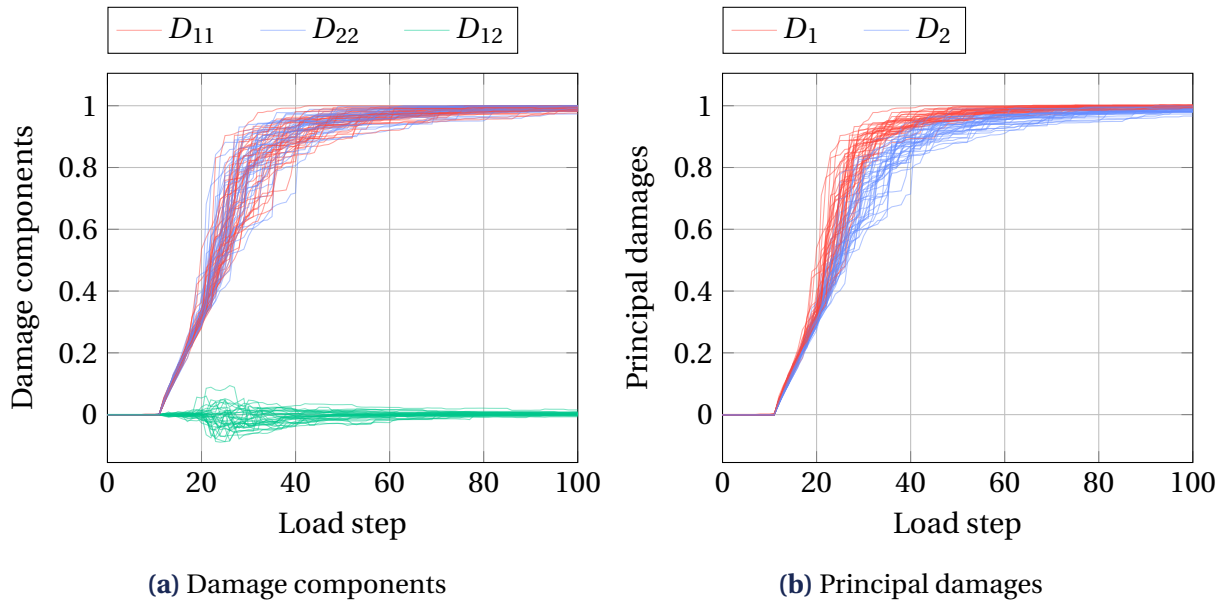 D11 D22 D12
D1 D2
Damage components
1
0.8
0.6
0.4
0.2
0
0 20 40 60 80 100
Load step
(a) Damage components
Principal damages
1
0.8
0.6
0.4
0.2
0
0 20 40 60 80 100
Load step
(b) Principal damages